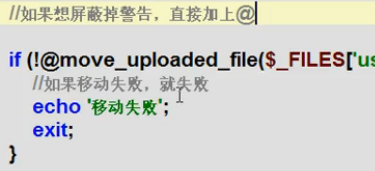 //如果想屏蔽掉警告，直接加上@
if (!@move_uploaded_file($_FILES['us
//如果移动失败，就失败
echo '移动失败';
exit;
}